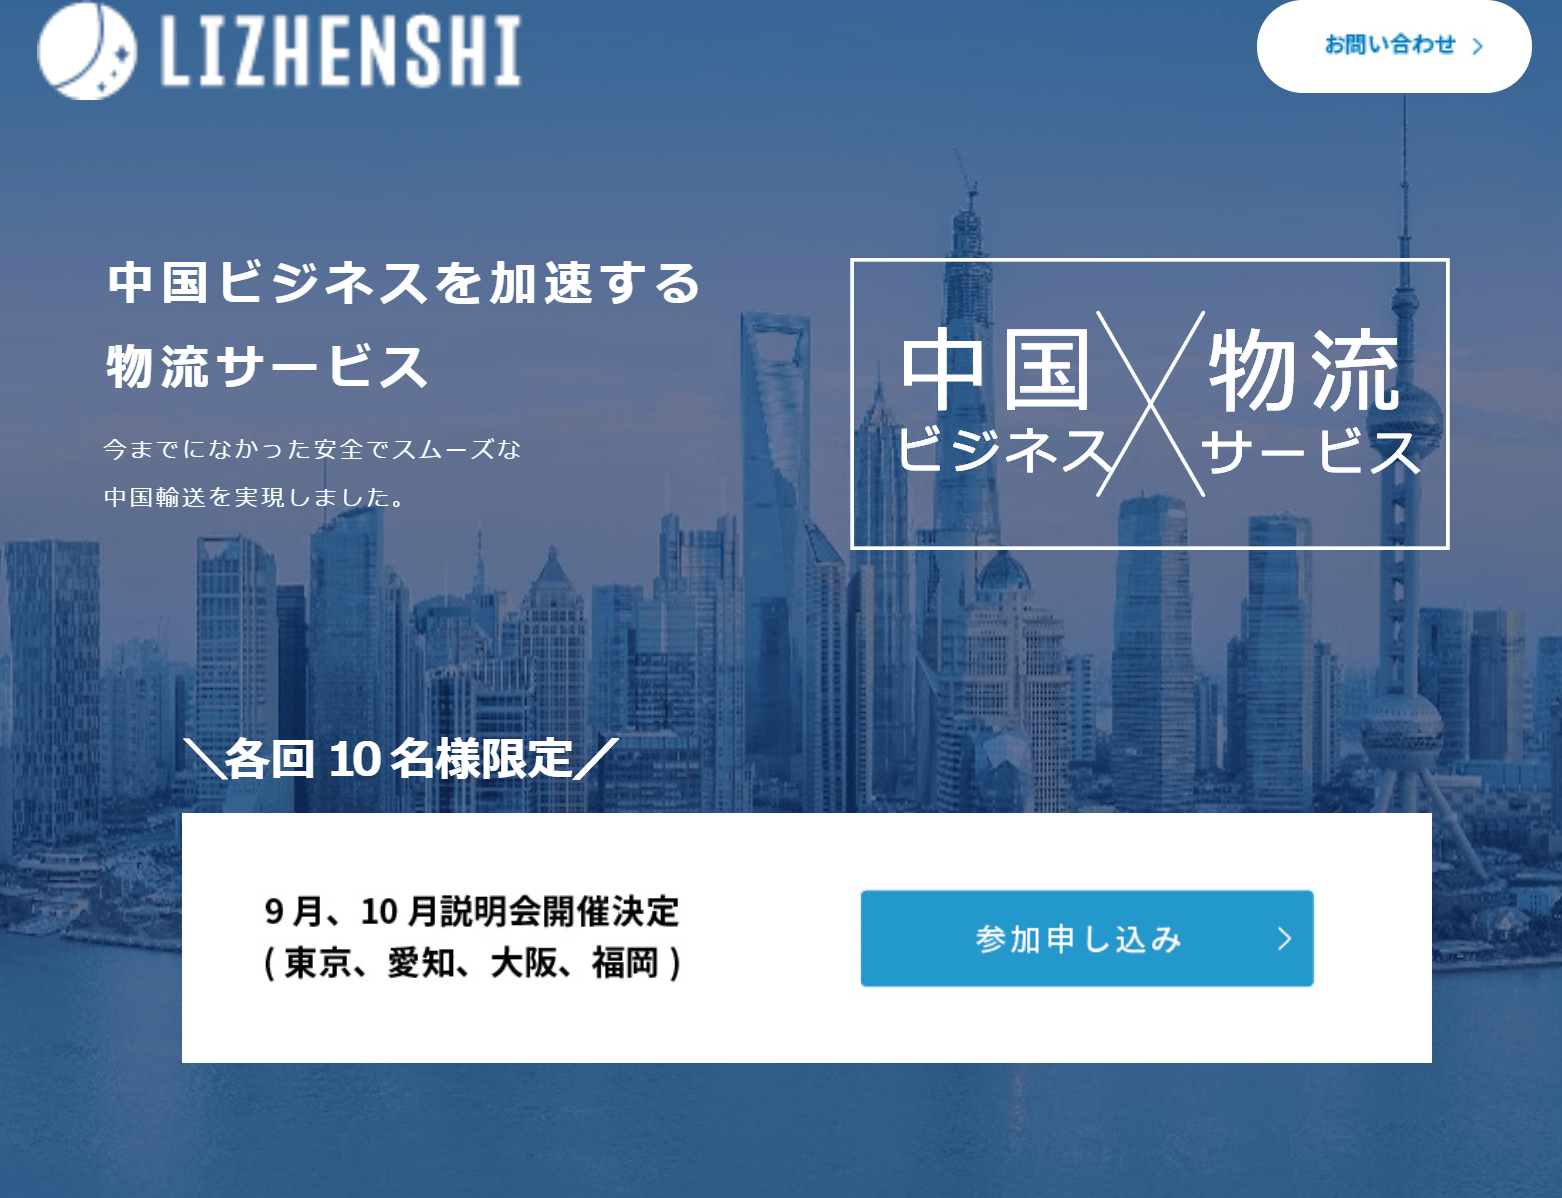 LIZHENSHI
お問い合わせ
中国ビジネスを加速する
物流サービス
今までになかった安全でスムーズな
中国輸送を実現しました。
中国 物流
ビジネス サービス
＼各回 10 名様限定／
9 月、10 月説明会開催決定
( 東京、愛知、大阪、福岡 )
参加申し込み